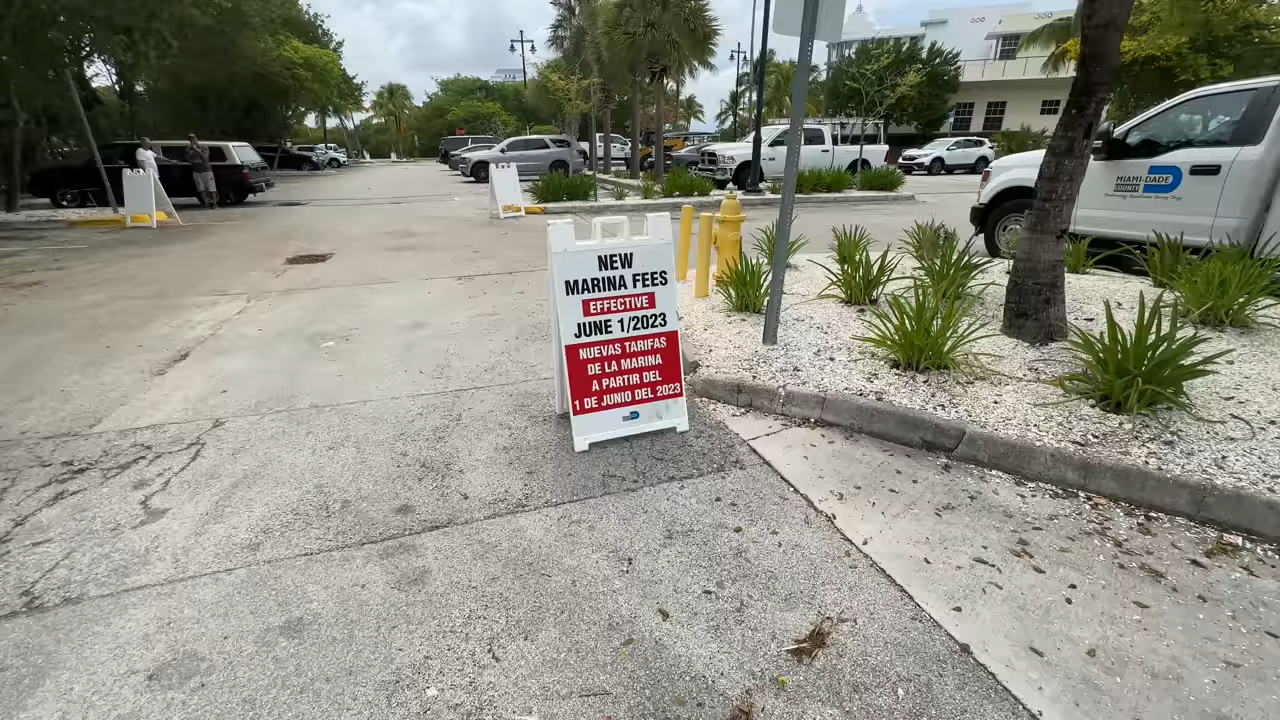 NEW
MARINA FEES
EFFECTIVE
JUNE 1/2023
NUEVAS TARIFAS
DE LA MARINA
A PARTIR DEL
1 DE JUNIO DEL 2023
MIAMI-DADE
COUNTY